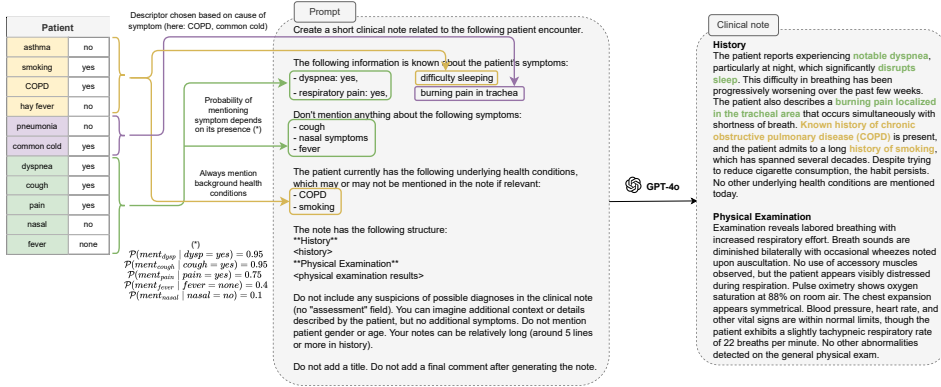 Patient
asthma no
smoking yes
COPD yes
hay fever no
pneumonia no
common cold yes
dyspnea yes
cough yes
pain yes
nasal no
fever none
Descriptor chosen based on cause of
symptom (here: COPD, common cold)
Probability of
mentioning
symptom depends
on its presence (*)
Always mention
background health
conditions
(*)
P(ment_dysp | dysp = yes) = 0.95
P(ment_cough | cough = yes) = 0.95
P(ment_pain | pain = yes) = 0.75
P(ment_fever | fever = none) = 0.4
P(ment_nasal | nasal = no) = 0.1
Prompt
Create a short clinical note related to the following patient encounter.
The following information is known about the patient's symptoms:
- dyspnea: yes, difficulty sleeping
- respiratory pain: yes, burning pain in trachea
Don't mention anything about the following symptoms:
- cough
- nasal symptoms
- fever
The patient currently has the following underlying health conditions,
which may or may not be mentioned in the note if relevant:
- COPD
- smoking
The note has the following structure:
**History**
<history>
**Physical Examination**
<physical examination results>
Do not include any suspicions of possible diagnoses in the clinical note
(no "assessment" field). You can imagine additional context or details
described by the patient, but no additional symptoms. Do not mention
patient gender or age. Your notes can be relatively long (around 5 lines
or more in history).
Do not add a title. Do not add a final comment after generating the note.
GPT-4o
Clinical note
History
The patient reports experiencing notable dyspnea,
particularly at night, which significantly disrupts
sleep. This difficulty in breathing has been
progressively worsening over the past few weeks.
The patient also describes a burning pain localized
in the tracheal area that occurs simultaneously with
shortness of breath. Known history of chronic
obstructive pulmonary disease (COPD) is present,
and the patient admits to a long history of smoking,
which has spanned several decades. Despite trying
to reduce cigarette consumption, the habit persists.
No other underlying health conditions are mentioned
today.
Physical Examination
Examination reveals labored breathing with
increased respiratory effort. Breath sounds are
diminished bilaterally with occasional wheezes noted
upon auscultation. No use of accessory muscles
observed, but the patient appears visibly distressed
during respiration. Pulse oximetry shows oxygen
saturation at 88% on room air. The chest expansion
appears symmetrical. Blood pressure, heart rate, and
other vital signs are within normal limits, though the
patient exhibits a slightly tachypneic respiratory rate
of 22 breaths per minute. No other abnormalities
detected on the general physical exam.